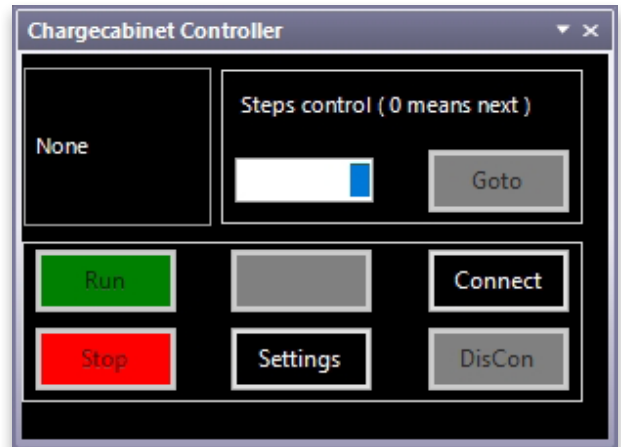 Chargecabinet Controller
None
Steps control ( 0 means next )
Goto
Run
Connect
Stop
Settings
DisCon